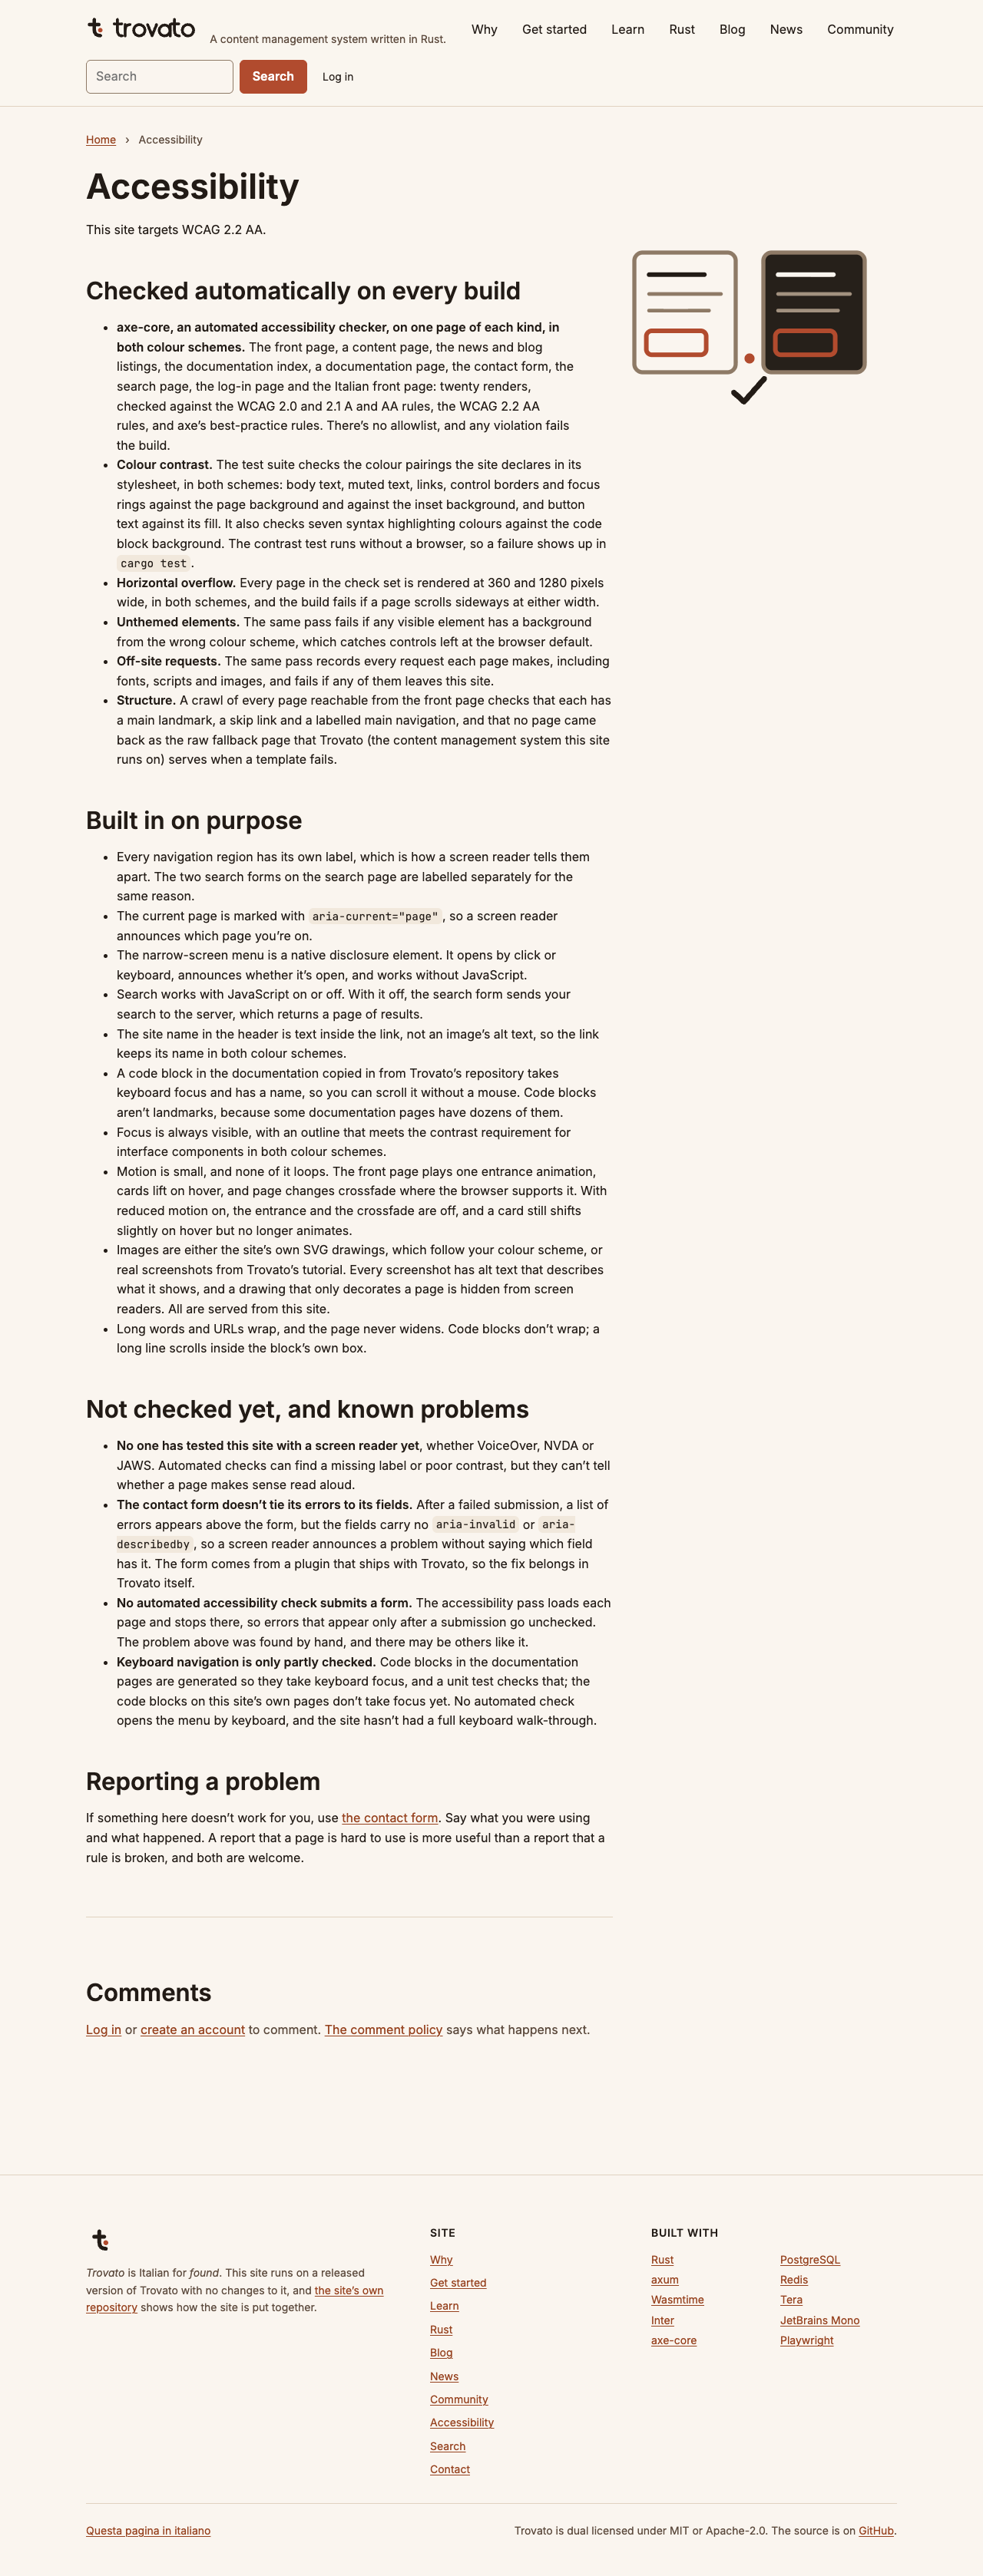 trovato
A content management system written in Rust.
Why
Get started
Learn
Rust
Blog
News
Community
Search
Search
Log in
Home › Accessibility
Accessibility
This site targets WCAG 2.2 AA.
Checked automatically on every build
• axe-core, an automated accessibility checker, on one page of each kind, in
both colour schemes. The front page, a content page, the news and blog
listings, the documentation index, a documentation page, the contact form, the
search page, the log-in page and the Italian front page: twenty renders,
checked against the WCAG 2.0 and 2.1 A and AA rules, the WCAG 2.2 AA
rules, and axe’s best-practice rules. There’s no allowlist, and any violation fails
the build.
• Colour contrast. The test suite checks the colour pairings the site declares in its
stylesheet, in both schemes: body text, muted text, links, control borders and focus
rings against the page background and against the inset background, and button
text against its fill. It also checks seven syntax highlighting colours against the code
block background. The contrast test runs without a browser, so a failure shows up in
cargo test.
• Horizontal overflow. Every page in the check set is rendered at 360 and 1280 pixels
wide, in both schemes, and the build fails if a page scrolls sideways at either width.
• Unthemed elements. The same pass fails if any visible element has a background
from the wrong colour scheme, which catches controls left at the browser default.
• Off-site requests. The same pass records every request each page makes, including
fonts, scripts and images, and fails if any of them leaves this site.
• Structure. A crawl of every page reachable from the front page checks that each has
a main landmark, a skip link and a labelled main navigation, and that no page came
back as the raw fallback page that Trovato (the content management system this site
runs on) serves when a template fails.
Built in on purpose
• Every navigation region has its own label, which is how a screen reader tells them
apart. The two search forms on the search page are labelled separately for the
same reason.
• The current page is marked with aria-current="page", so a screen reader
announces which page you’re on.
• The narrow-screen menu is a native disclosure element. It opens by click or
keyboard, announces whether it’s open, and works without JavaScript.
• Search works with JavaScript on or off. With it off, the search form sends your
search to the server, which returns a page of results.
• The site name in the header is text inside the link, not an image’s alt text, so the link
keeps its name in both colour schemes.
• A code block in the documentation copied in from Trovato’s repository takes
keyboard focus and has a name, so you can scroll it without a mouse. Code blocks
aren’t landmarks, because some documentation pages have dozens of them.
• Focus is always visible, with an outline that meets the contrast requirement for
interface components in both colour schemes.
• Motion is small, and none of it loops. The front page plays one entrance animation,
cards lift on hover, and page changes crossfade where the browser supports it. With
reduced motion on, the entrance and the crossfade are off, and a card still shifts
slightly on hover but no longer animates.
• Images are either the site’s own SVG drawings, which follow your colour scheme, or
real screenshots from Trovato’s tutorial. Every screenshot has alt text that describes
what it shows, and a drawing that only decorates a page is hidden from screen
readers. All are served from this site.
• Long words and URLs wrap, and the page never widens. Code blocks don’t wrap; a
long line scrolls inside the block’s own box.
Not checked yet, and known problems
• No one has tested this site with a screen reader yet, whether VoiceOver, NVDA or
JAWS. Automated checks can find a missing label or poor contrast, but they can’t tell
whether a page makes sense read aloud.
• The contact form doesn’t tie its errors to its fields. After a failed submission, a list of
errors appears above the form, but the fields carry no aria-invalid or aria-
describedby, so a screen reader announces a problem without saying which field
has it. The form comes from a plugin that ships with Trovato, so the fix belongs in
Trovato itself.
• No automated accessibility check submits a form. The accessibility pass loads each
page and stops there, so errors that appear only after a submission go unchecked.
The problem above was found by hand, and there may be others like it.
• Keyboard navigation is only partly checked. Code blocks in the documentation
pages are generated so they take keyboard focus, and a unit test checks that; the
code blocks on this site’s own pages don’t take focus yet. No automated check
opens the menu by keyboard, and the site hasn’t had a full keyboard walk-through.
Reporting a problem
If something here doesn’t work for you, use the contact form. Say what you were using
and what happened. A report that a page is hard to use is more useful than a report that a
rule is broken, and both are welcome.
Comments
Log in or create an account to comment. The comment policy says what happens next.
Trovato is Italian for found. This site runs on a released
version of Trovato with no changes to it, and the site’s own
repository shows how the site is put together.
SITE
Why
Get started
Learn
Rust
Blog
News
Community
Accessibility
Search
Contact
BUILT WITH
Rust
axum
Wasmtime
Inter
axe-core
PostgreSQL
Redis
Tera
JetBrains Mono
Playwright
Questa pagina in italiano
Trovato is dual licensed under MIT or Apache-2.0. The source is on GitHub.